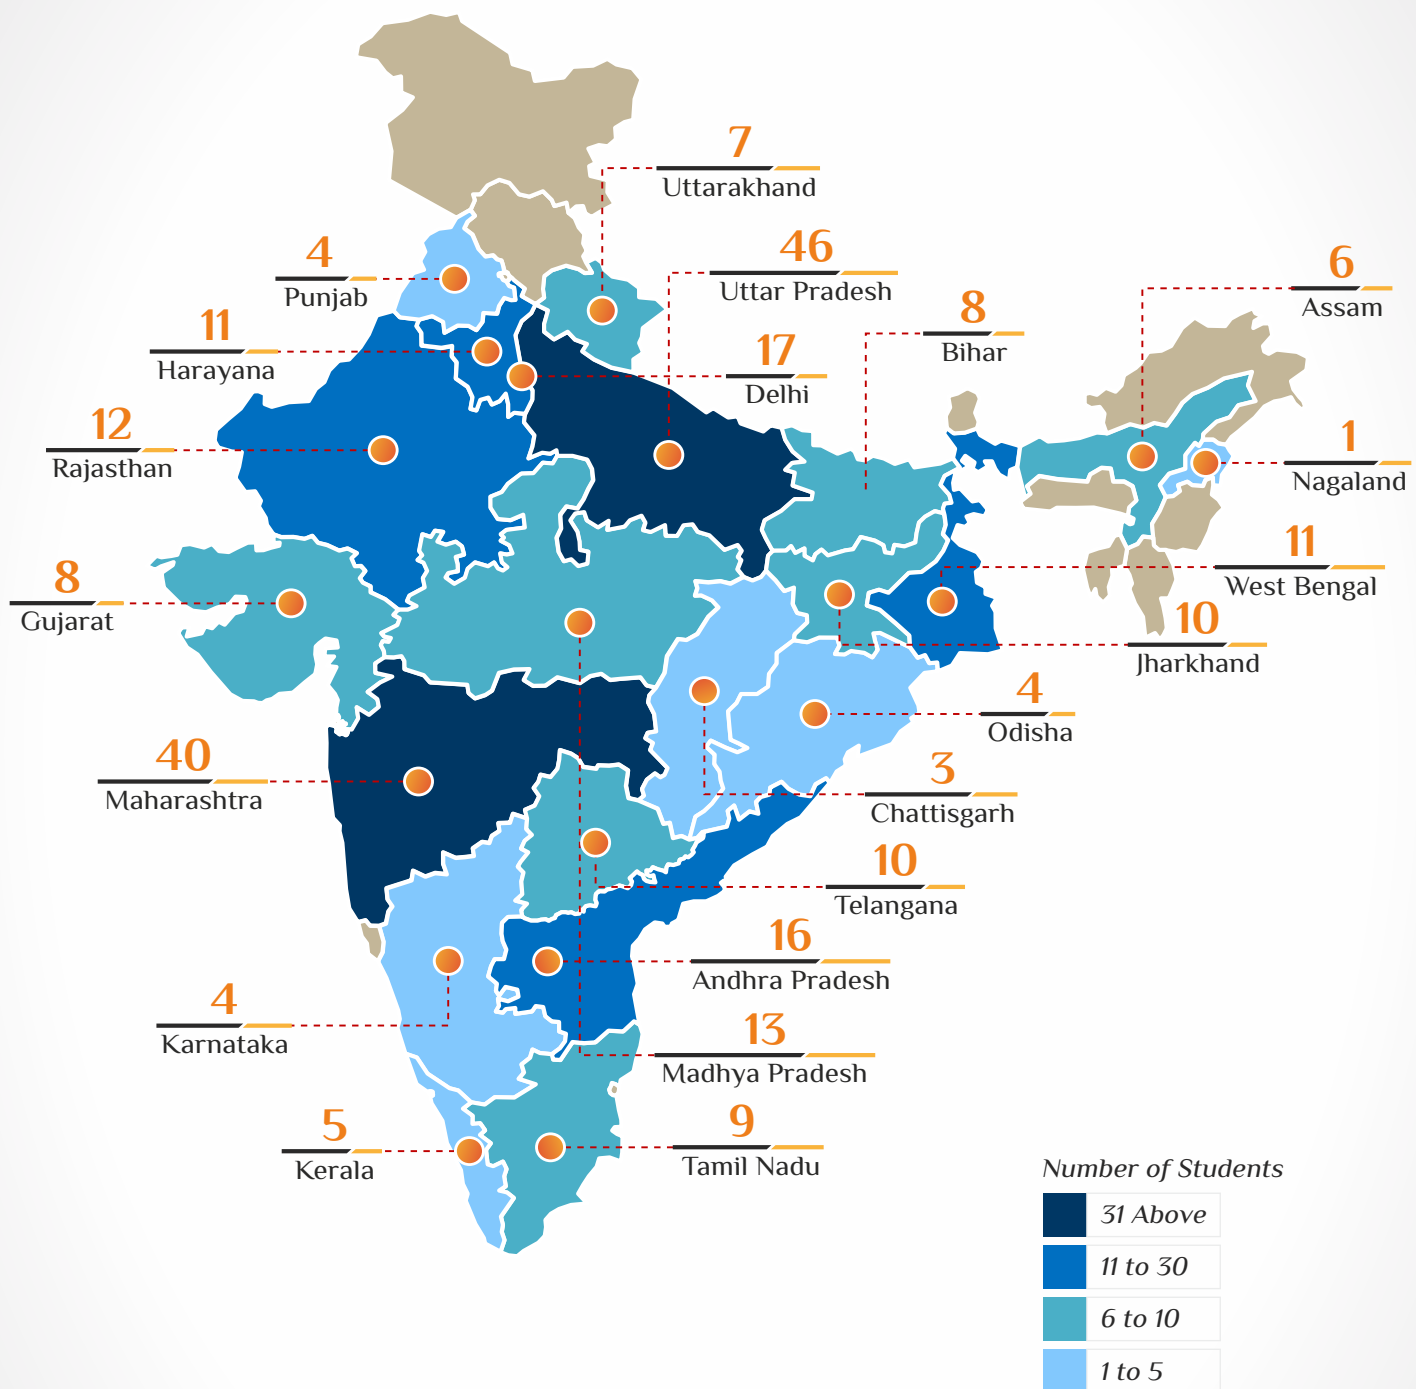 7
Uttarakhand
46
Uttar Pradesh
4
Punjab
6
Assam
8
Bihar
11
Harayana
17
Delhi
12
Rajasthan
1
Nagaland
11
West Bengal
8
Gujarat
10
Jharkhand
4
Odisha
40
Maharashtra
3
Chattisgarh
10
Telangana
16
Andhra Pradesh
4
Karnataka
13
Madhya Pradesh
5
Kerala
9
Tamil Nadu
Number of Students
31 Above
11 to 30
6 to 10
1 to 5